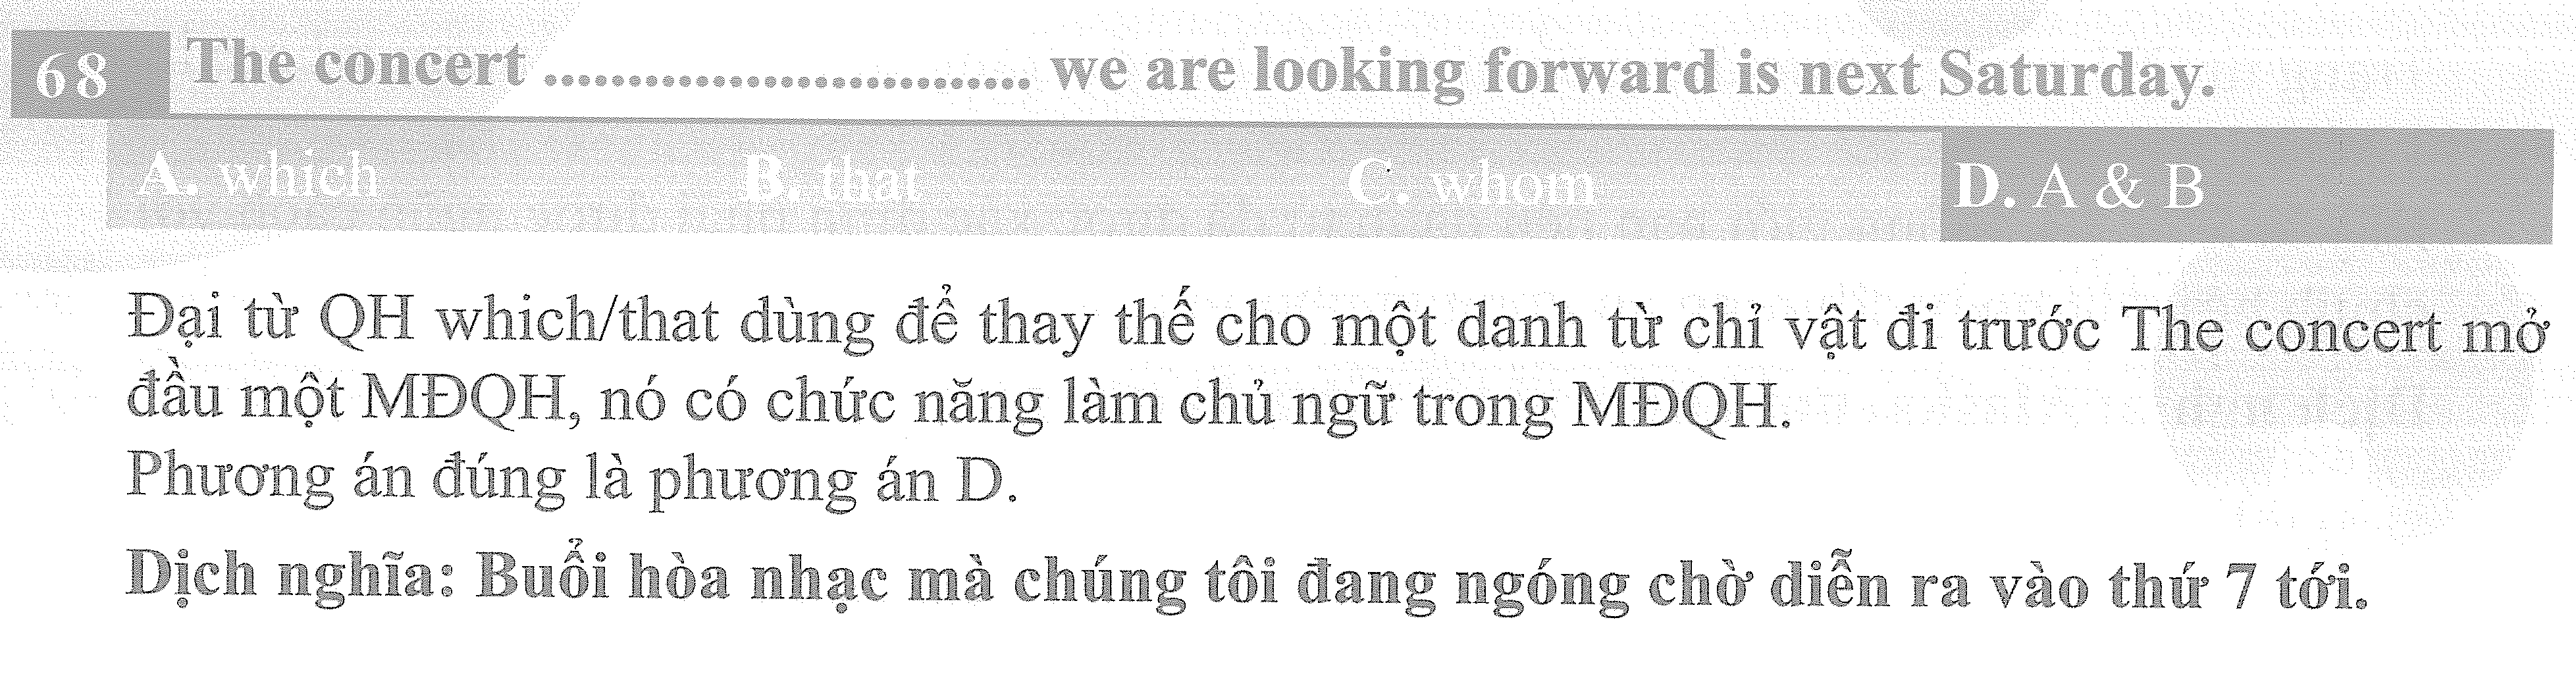 68 The concert ............................. we are looking forward is next Saturday.
A. which B. that C. whom D. A & B
Đại từ QH which/that dùng để thay thế cho một danh từ chỉ vật đi trước The concert mở
đầu một MĐQH, nó có chức năng làm chủ ngữ trong MĐQH.
Phương án đúng là phương án D.
Dịch nghĩa: Buổi hòa nhạc mà chúng tôi đang ngóng chờ diễn ra vào thứ 7 tới.